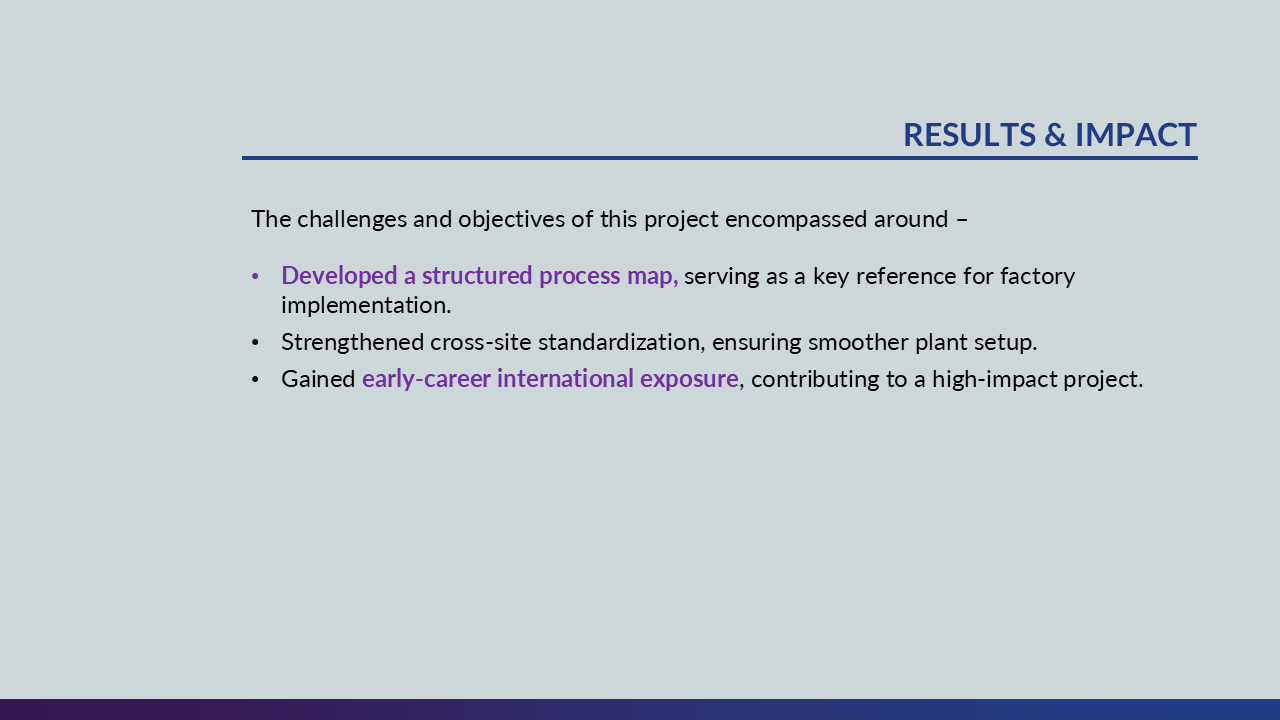 RESULTS & IMPACT
The challenges and objectives of this project encompassed around –
• Developed a structured process map, serving as a key reference for factory
implementation.
• Strengthened cross-site standardization, ensuring smoother plant setup.
• Gained early-career international exposure, contributing to a high-impact project.